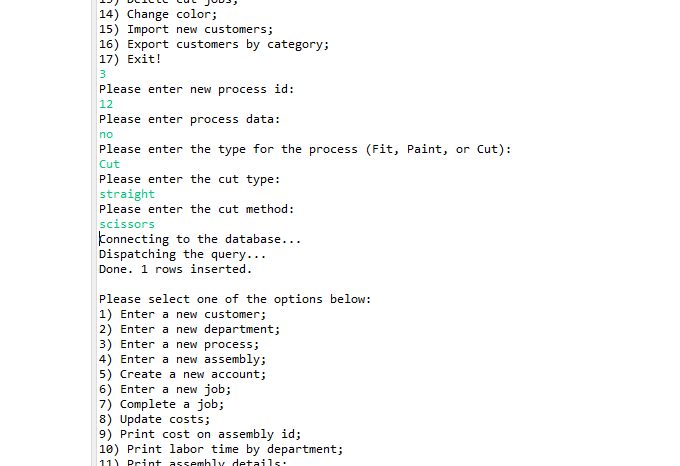 13) Delete cut jobs;
14) Change color;
15) Import new customers;
16) Export customers by category;
17) Exit!
3
Please enter new process id:
12
Please enter process data:
no
Please enter the type for the process (Fit, Paint, or Cut):
Cut
Please enter the cut type:
straight
Please enter the cut method:
scissors
Connecting to the database...
Dispatching the query...
Done. 1 rows inserted.
Please select one of the options below:
1) Enter a new customer;
2) Enter a new department;
3) Enter a new process;
4) Enter a new assembly;
5) Create a new account;
6) Enter a new job;
7) Complete a job;
8) Update costs;
9) Print cost on assembly id;
10) Print labor time by department;
11) Print assembly details;